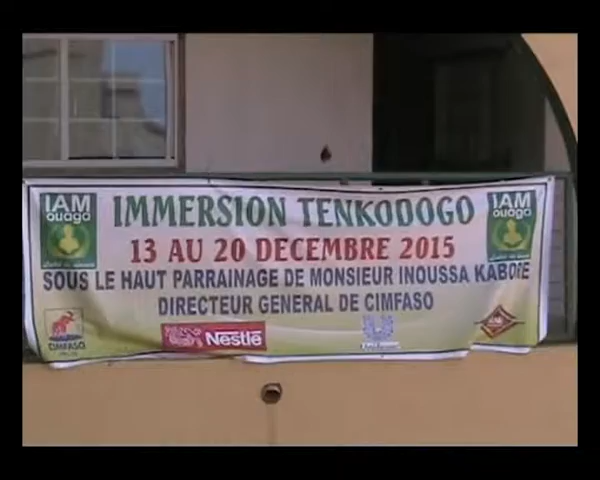 IAM
ouaga
IMMERSION TENKODOGO
IAM
ouaga
13 AU 20 DECEMBRE 2015
SOUS LE HAUT PARRAINAGE DE MONSIEUR INOUSSA KABORE
DIRECTEUR GENERAL DE CIMFASO
CIMFASO
Nestle